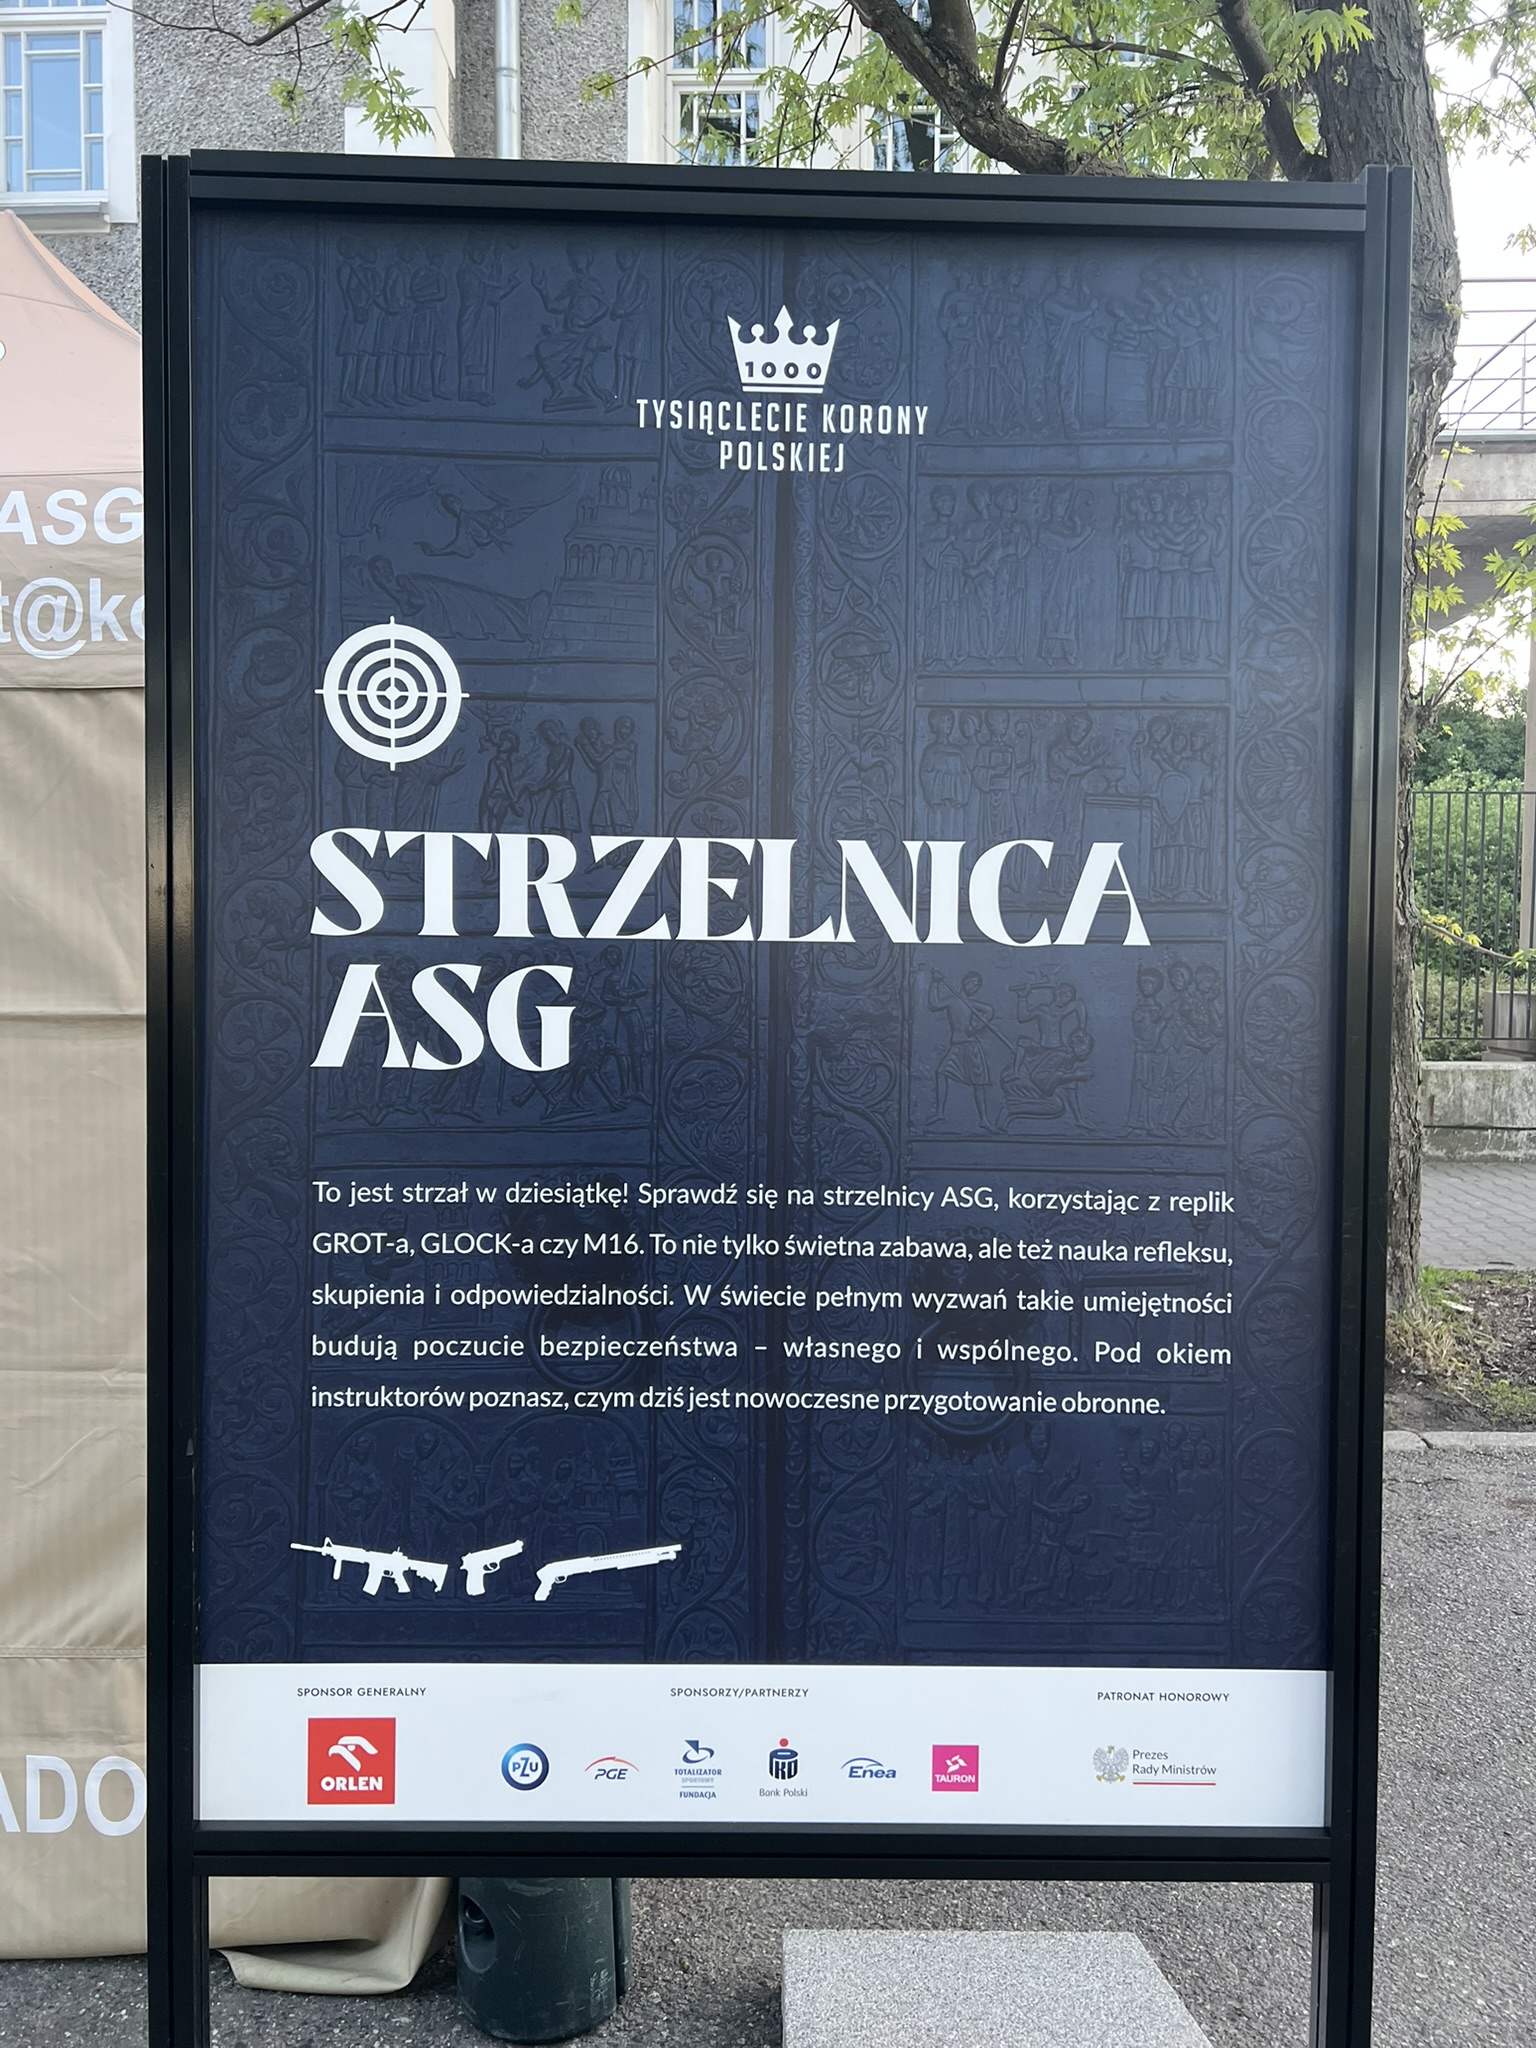 1000
TYSIĄCLECIE KORONY
POLSKIEJ
ASG
t@ko
STRZELNICA
ASG
To jest strzał w dziesiątkę! Sprawdź się na strzelnicy ASG, korzystając z replik
GROT-a, GLOCK-a czy M16. To nie tylko świetna zabawa, ale też nauka refleksu,
skupienia i odpowiedzialności. W świecie pełnym wyzwań takie umiejętności
budują poczucie bezpieczeństwa – własnego i wspólnego. Pod okiem
instruktorów poznasz, czym dziś jest nowoczesne przygotowanie obronne.
SPONSOR GENERALNY
SPONSORZY/PARTNERZY
PATRONAT HONOROWY
ORLEN
PZU
PGE
TOTALIZATOR
SPORTOWY
FUNDACJA
PKO
Bank Polski
Enea
TAURON
Prezes
Rady Ministrów
ADO